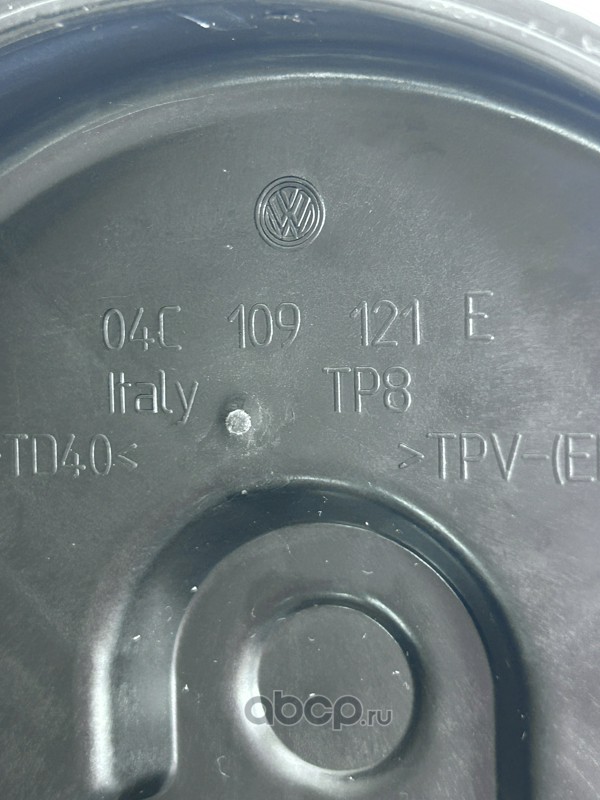 04C 109 121 E
Italy TP8
TD40< >TPV-(E
abcp.ru